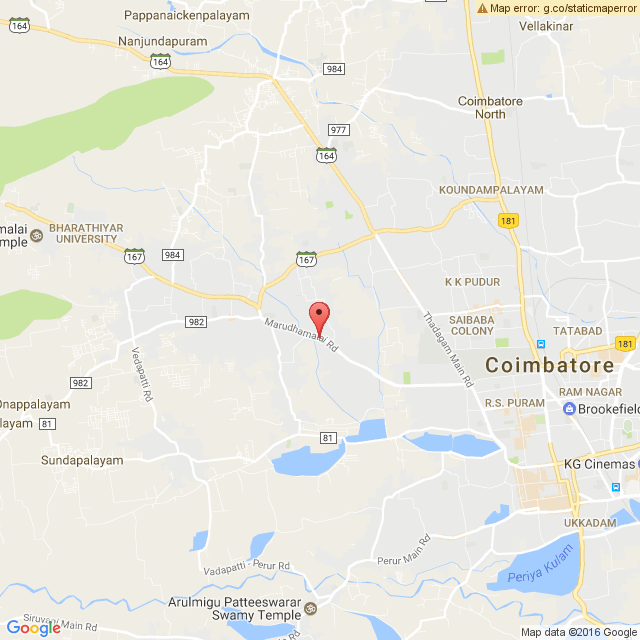 Map error: g.co/staticmaperror
Pappanaickenpalayam
164
Vellakinar
Nanjundapuram
164
984
Coimbatore
North
977
164
KOUNDAMPALAYAM
181
malai
Temple
BHARATHIYAR
UNIVERSITY
984
167
167
K K PUDUR
982
Marudhamalai Rd
Thadagam Main Rd
SAIBABA
COLONY
TATABAD
181
Vedapatti Rd
Coimbatore
982
Onappalayam
RAM NAGAR
R.S. PURAM
Brookefield
81
alayam
81
Sundapalayam
KG Cinemas
UKKADAM
Vadapatti - Perur Rd
Perur Main Rd
Periya Kulam
Arulmigu Patteeswarar
Swamy Temple
Siruvani Main Rd
Google
Map data ©2016 Google